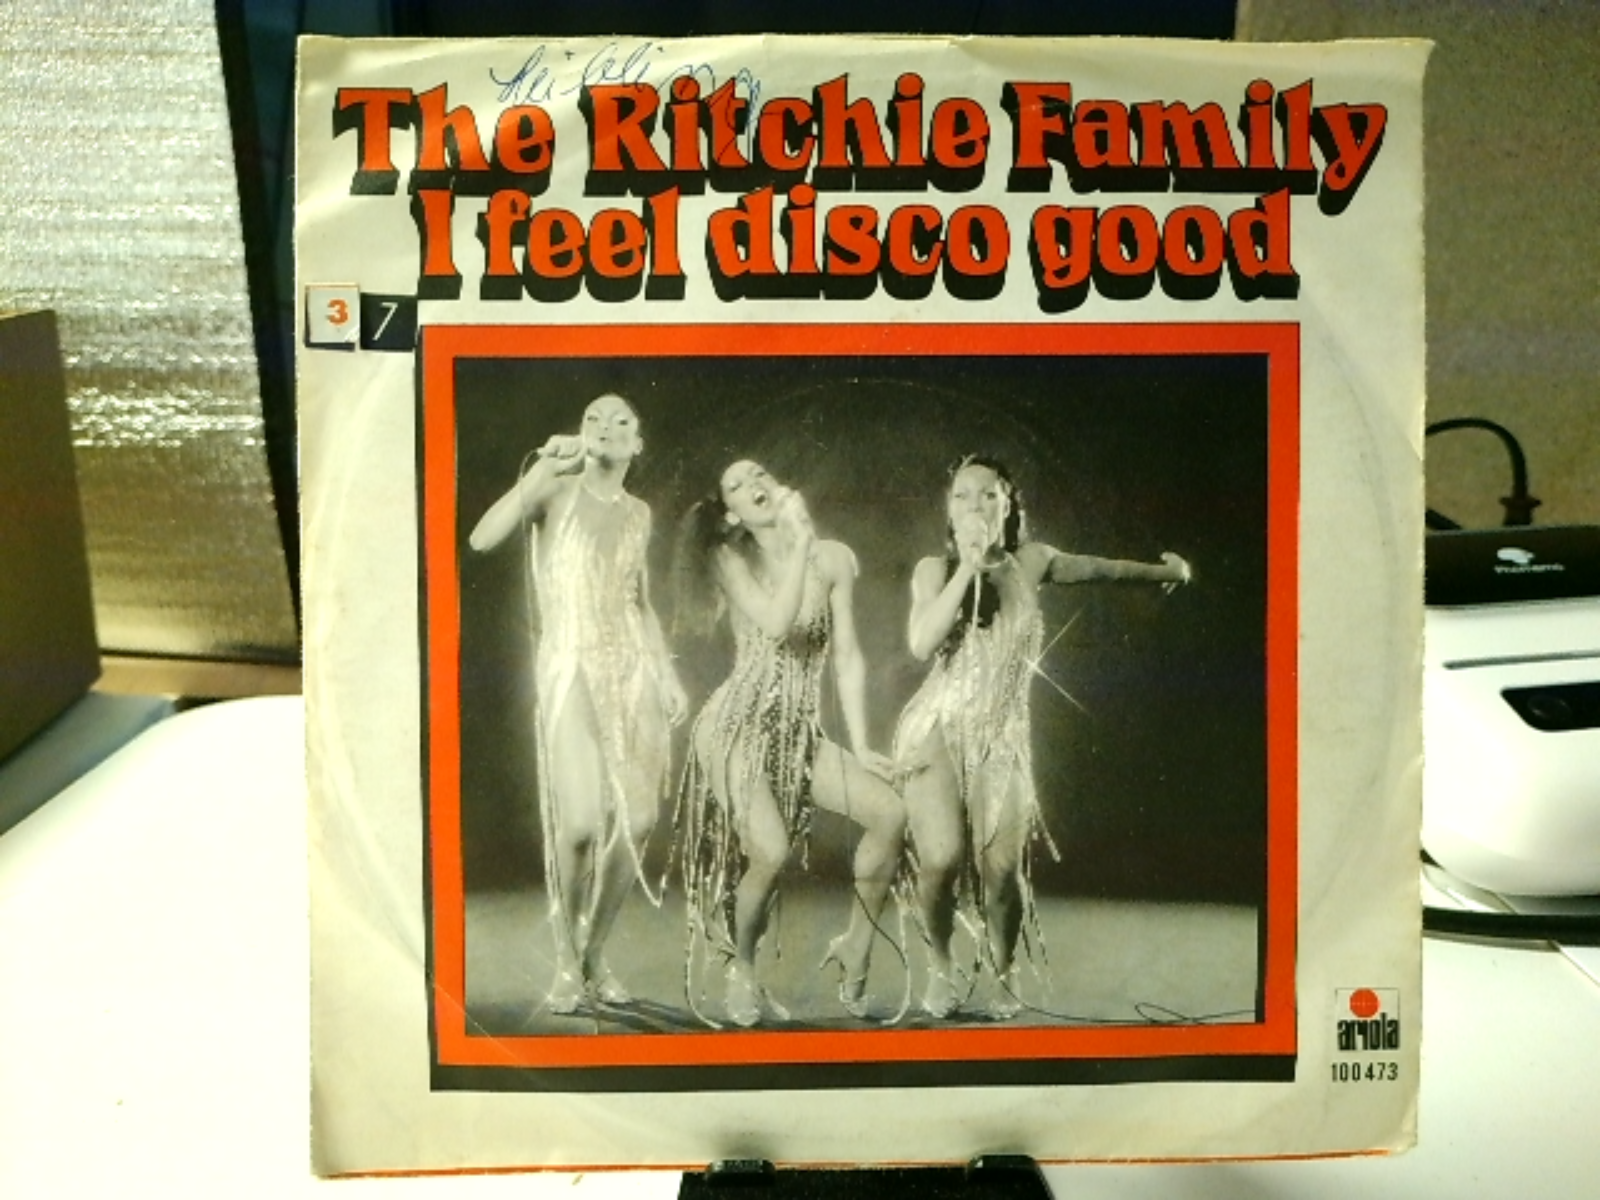 The Ritchie Family
I feel disco good
3 7
ariola
100 473